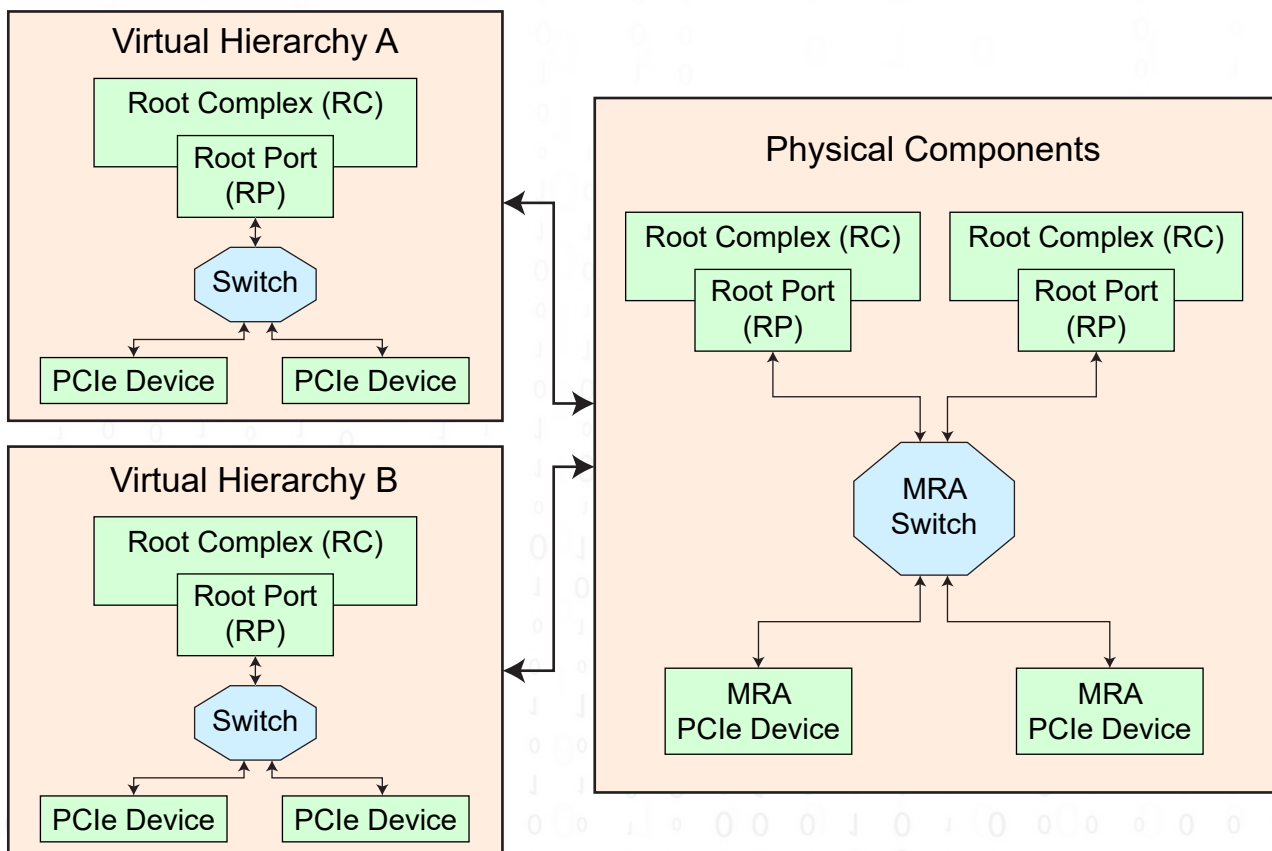 Virtual Hierarchy A
Root Complex (RC)
Root Port
(RP)
Switch
PCIe Device
PCIe Device
Virtual Hierarchy B
Root Complex (RC)
Root Port
(RP)
Switch
PCIe Device
PCIe Device
Physical Components
Root Complex (RC)
Root Port
(RP)
Root Complex (RC)
Root Port
(RP)
MRA
Switch
MRA
PCIe Device
MRA
PCIe Device